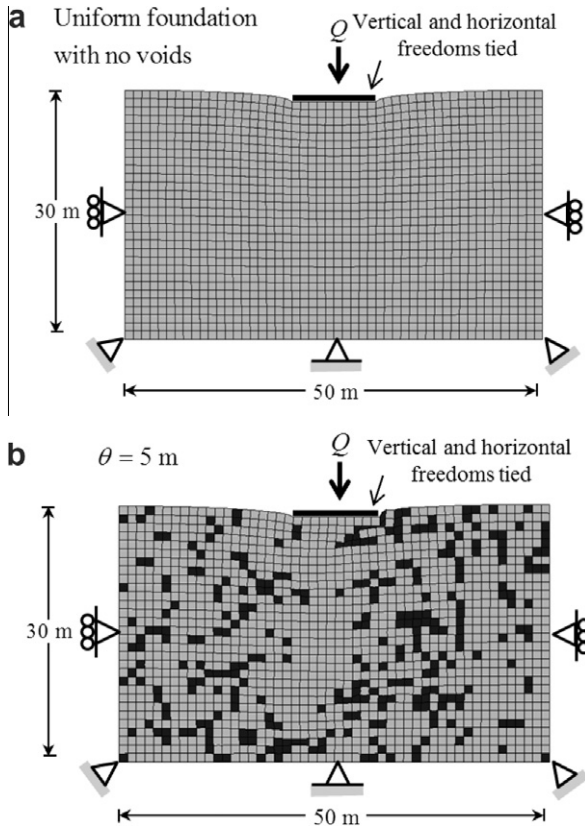 a Uniform foundation
with no voids
Q
Vertical and horizontal
freedoms tied
30 m
50 m
b θ = 5 m
Q
Vertical and horizontal
freedoms tied
30 m
50 m